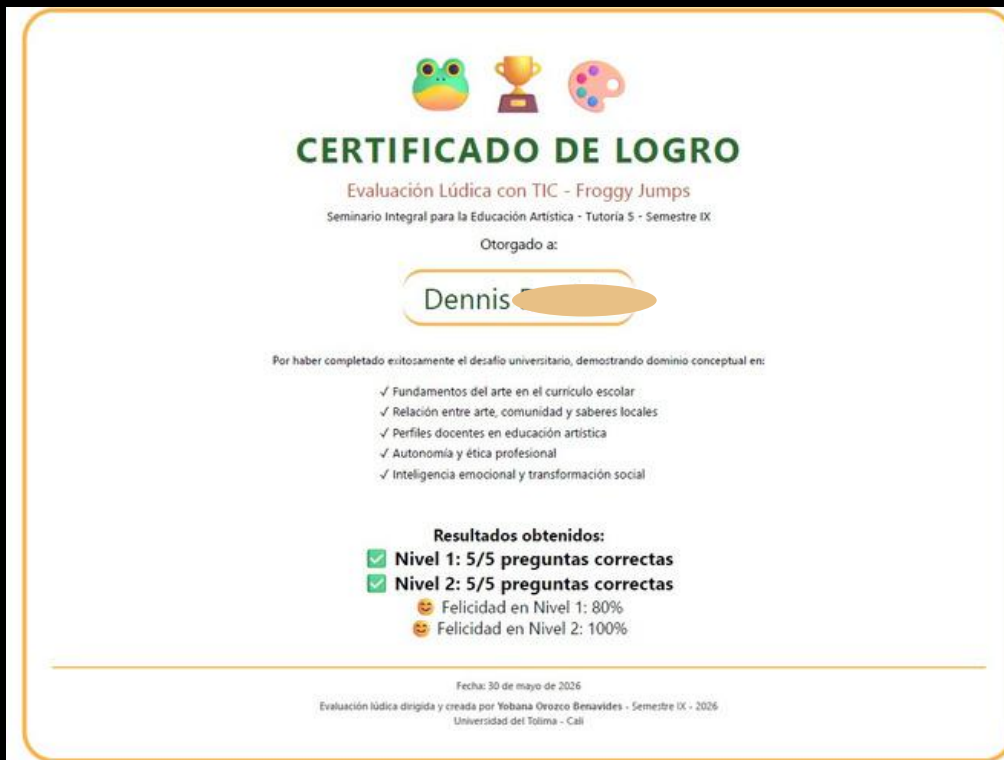 CERTIFICADO DE LOGRO
Evaluación Lúdica con TIC - Froggy Jumps
Seminario Integral para la Educación Artística - Tutoría 5 - Semestre IX
Otorgado a:
Dennis
Por haber completado exitosamente el desafío universitario, demostrando dominio conceptual en:
✓ Fundamentos del arte en el currículo escolar
✓ Relación entre arte, comunidad y saberes locales
✓ Perfiles docentes en educación artística
✓ Autonomía y ética profesional
✓ Inteligencia emocional y transformación social
Resultados obtenidos:
✅ Nivel 1: 5/5 preguntas correctas
✅ Nivel 2: 5/5 preguntas correctas
😊 Felicidad en Nivel 1: 80%
😊 Felicidad en Nivel 2: 100%
Fecha: 30 de mayo de 2026
Evaluación lúdica dirigida y creada por Yobana Orozco Benavides - Semestre IX - 2026
Universidad del Tolima - Cali